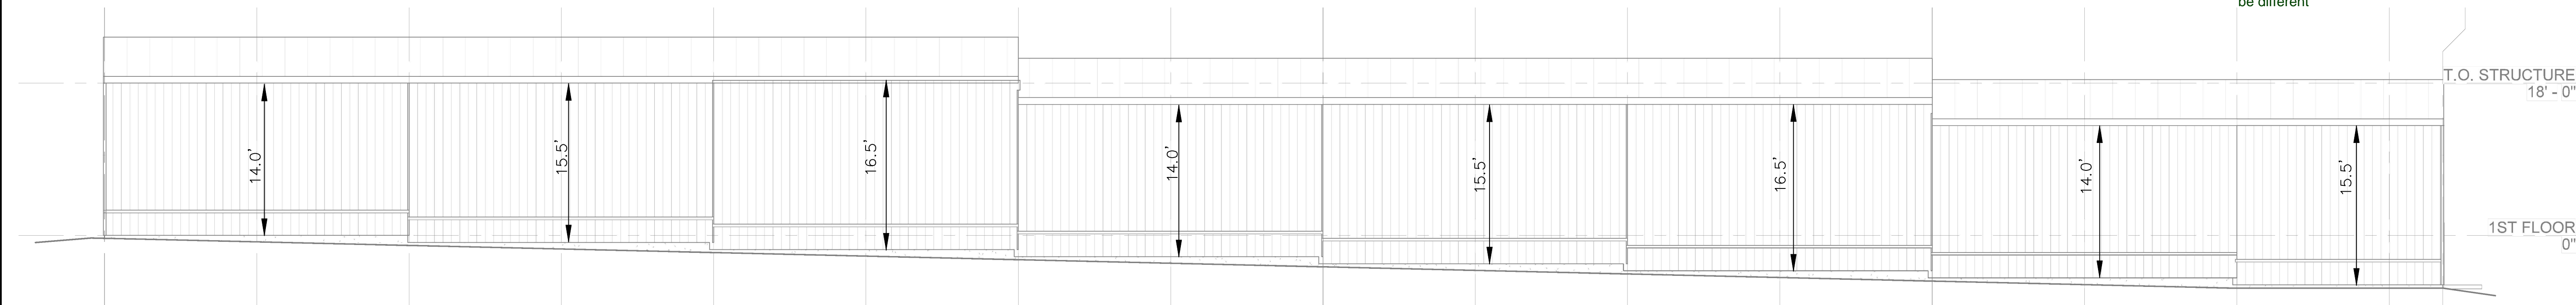 be different
T.O. STRUCTURE
18' - 0"
14.0'
15.5'
16.5'
14.0'
15.5'
16.5'
14.0'
15.5'
1ST FLOOR
0"